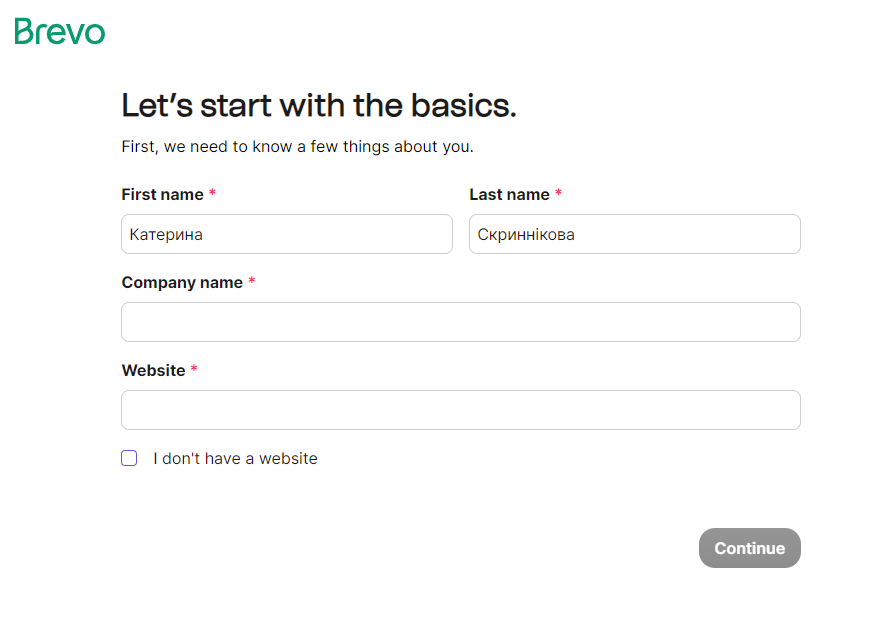 Brevo
Let’s start with the basics.
First, we need to know a few things about you.
First name * Last name *
Катерина Скриннікова
Company name *
Website *
I don't have a website
Continue